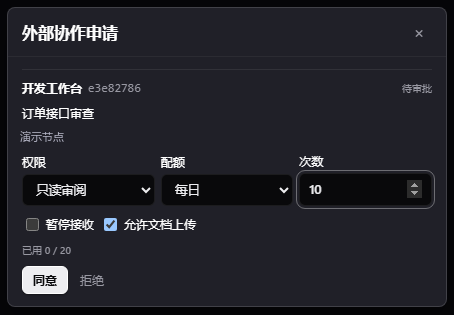 外部协作申请 ×
开发工作台 e3e82786 待审批
订单接口审查
演示节点
权限 配额 次数
只读审阅 每日 10
暂停接收 允许文档上传
已用 0 / 20
同意 拒绝